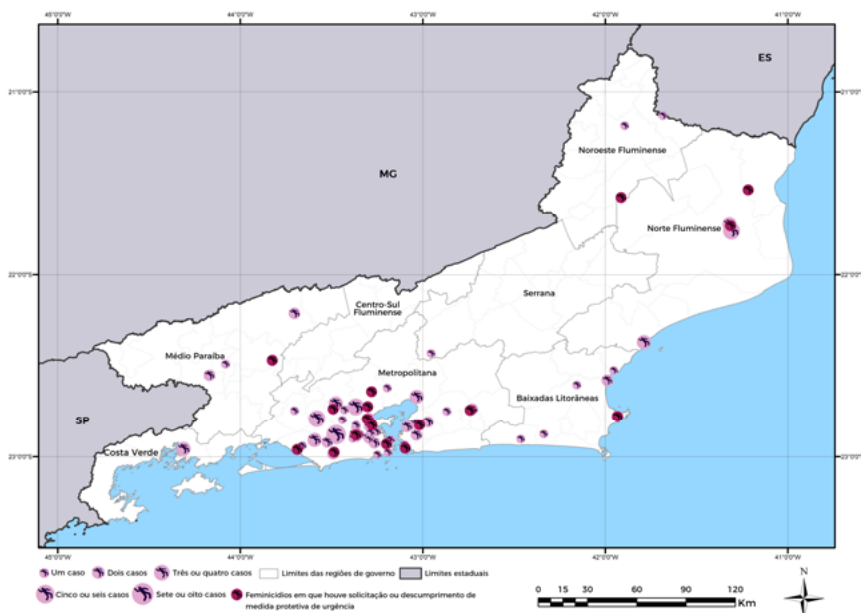 45°0'0"W 44°0'0"W 43°0'0"W 42°0'0"W 41°0'0"W
ES
21°0'0"S 21°0'0"S
Noroeste Fluminense
MG
Norte Fluminense
22°0'0"S 22°0'0"S
Serrana
Centro-Sul
Fluminense
Médio Paraíba
Metropolitana
Baixadas Litorâneas
SP
Costa Verde
23°0'0"S 23°0'0"S
45°0'0"W 44°0'0"W 43°0'0"W 42°0'0"W 41°0'0"W
Um caso Dois casos Três ou quatro casos Limites das regiões de governo Limites estaduais
Cinco ou seis casos Sete ou oito casos Feminicídios em que houve solicitação ou descumprimento de
medida protetiva de urgência
N
0 15 30 60 90 120
Km